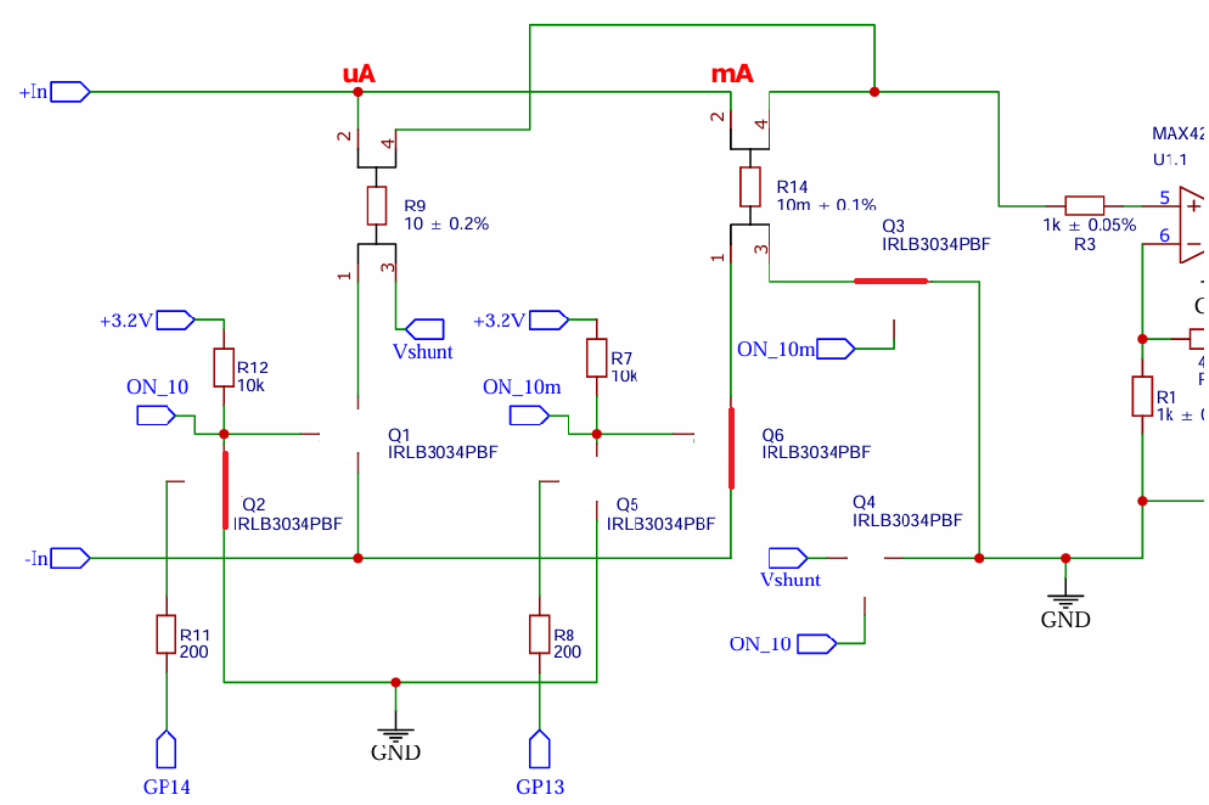 uA
mA
+In
2
4
2
4
MAX42
U1.1
R9
10 ± 0.2%
R14
10m ± 0.1%
5
+
1k ± 0.05%
R3
6
−
Q3
IRLB3034PBF
1
3
1
3
+3.2V
Vshunt
+3.2V
ON_10m
R12
10k
R7
10k
ON_10
ON_10m
R1
1k ±
4
Q1
IRLB3034PBF
Q6
IRLB3034PBF
Q2
IRLB3034PBF
Q5
IRLB3034PBF
Q4
IRLB3034PBF
-In
Vshunt
GND
R11
200
R8
200
ON_10
GND
GP14
GP13